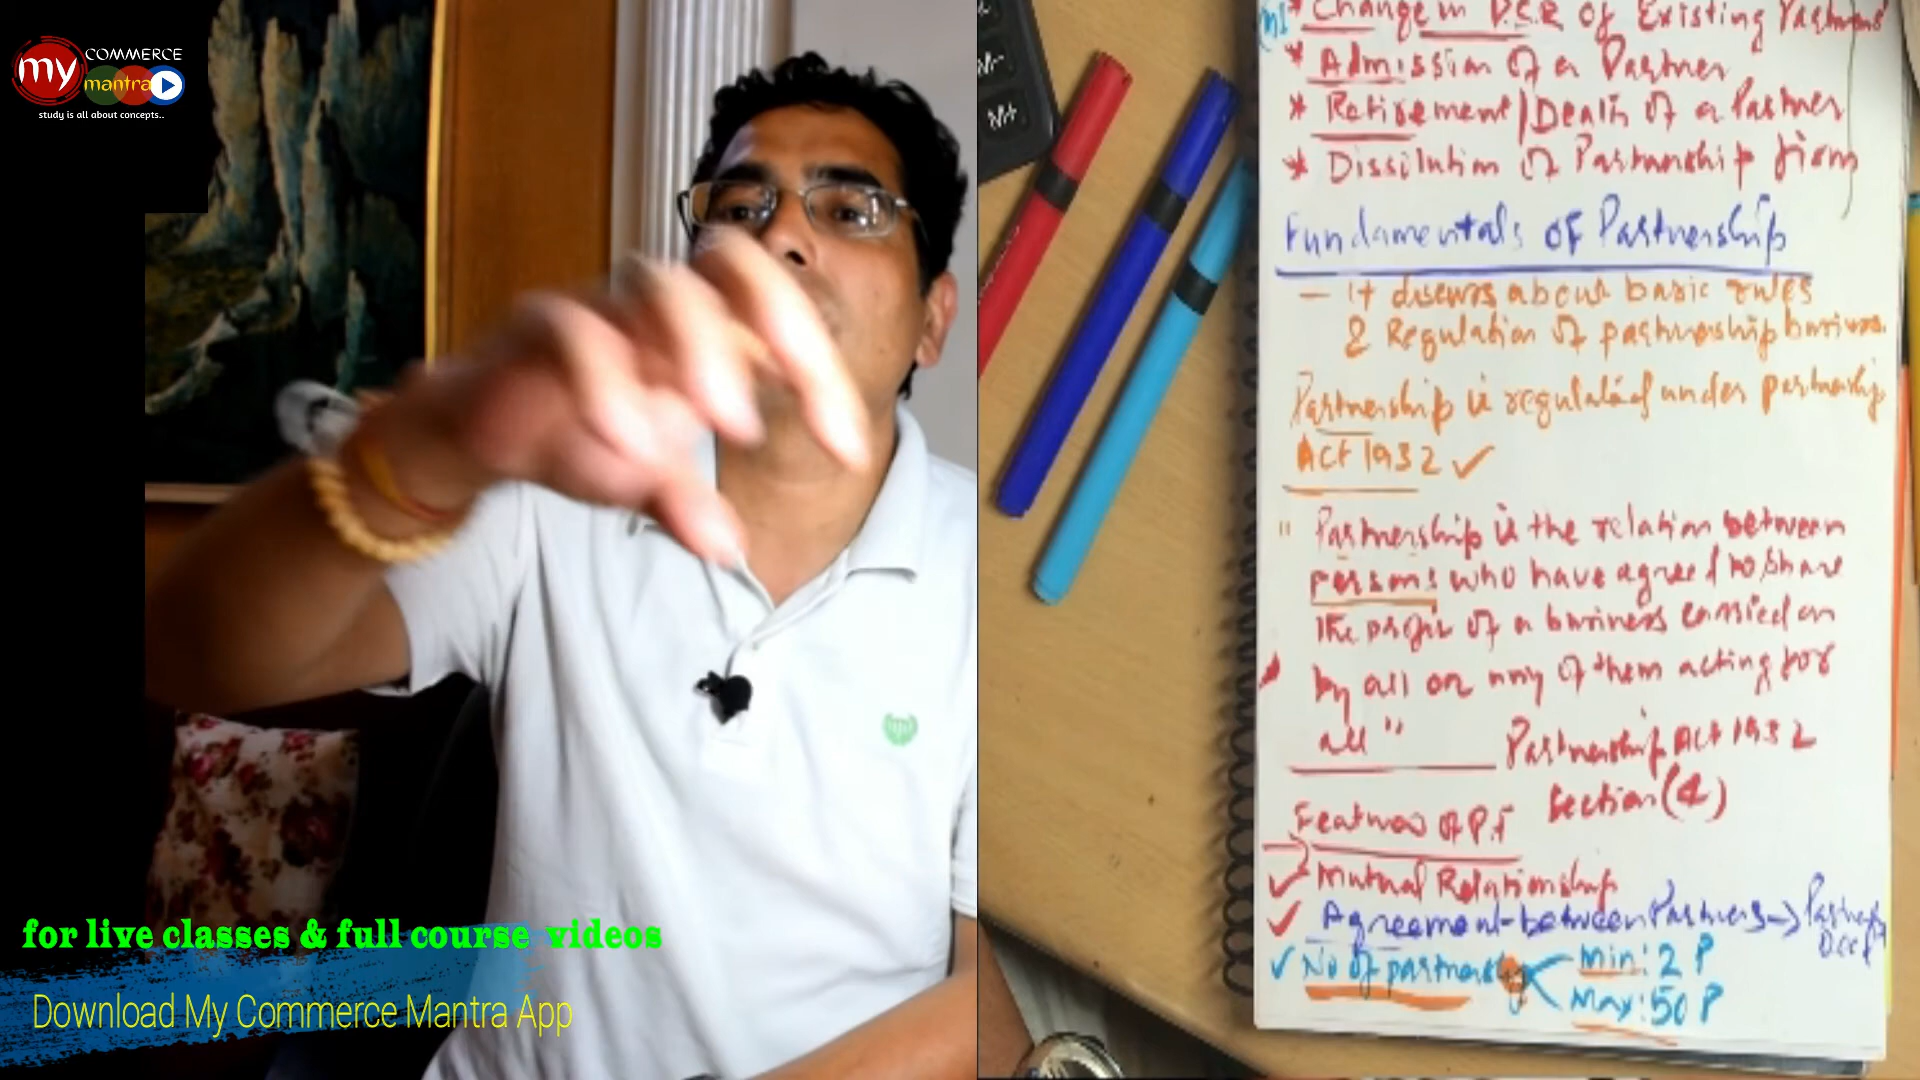 my COMMERCE
mantra
study is all about concepts..
for live classes & full course videos
Download My Commerce Mantra App
M+
* Change in P.S.R of Existing Partners
* Admission of a Partner
* Retirement/Death of a Partner
* Dissilution of Partnership firm
Fundamentals of Partnership
– it discuss about basic rules
& Regulation of partnership business.
Partnership is regulated under partnership
Act 1932 ✓
" Partnership is the relation between
persons who have agreed to share
the profit of a business carried on
by all or any of them acting for
all "
Partnership Act 1932
Section (4)
Features of P.F
✓ Mutual Relationship
✓ Agreement between Partners → Partnership
Deed
✓ No of partners Min: 2 P
Max: 50 P